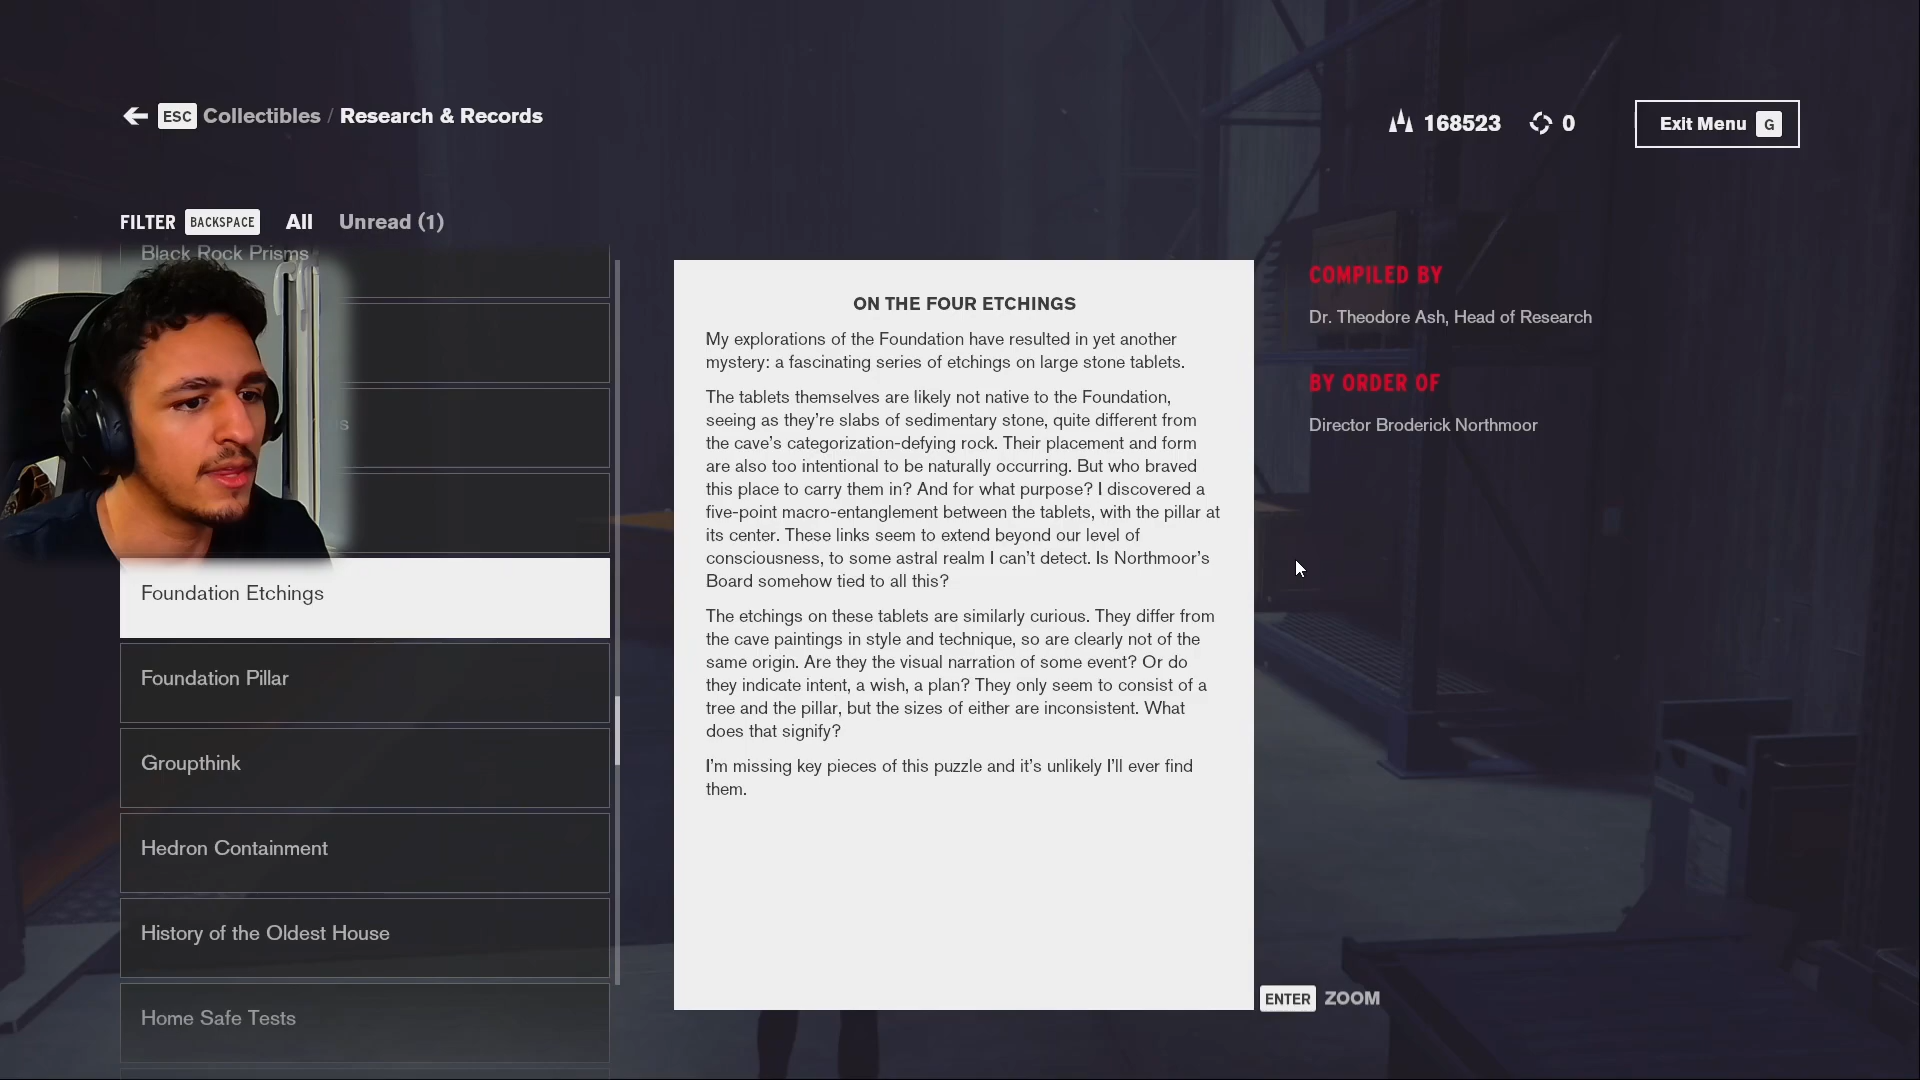 ESC Collectibles / Research & Records
168523 0 Exit Menu G
FILTER BACKSPACE All Unread (1)
Black Rock Prisms
Foundation Etchings
Foundation Pillar
Groupthink
Hedron Containment
History of the Oldest House
Home Safe Tests
ON THE FOUR ETCHINGS
My explorations of the Foundation have resulted in yet another
mystery: a fascinating series of etchings on large stone tablets.
The tablets themselves are likely not native to the Foundation,
seeing as they're slabs of sedimentary stone, quite different from
the cave's categorization-defying rock. Their placement and form
are also too intentional to be naturally occurring. But who braved
this place to carry them in? And for what purpose? I discovered a
five-point macro-entanglement between the tablets, with the pillar at
its center. These links seem to extend beyond our level of
consciousness, to some astral realm I can't detect. Is Northmoor's
Board somehow tied to all this?
The etchings on these tablets are similarly curious. They differ from
the cave paintings in style and technique, so are clearly not of the
same origin. Are they the visual narration of some event? Or do
they indicate intent, a wish, a plan? They only seem to consist of a
tree and the pillar, but the sizes of either are inconsistent. What
does that signify?
I'm missing key pieces of this puzzle and it's unlikely I'll ever find
them.
COMPILED BY
Dr. Theodore Ash, Head of Research
BY ORDER OF
Director Broderick Northmoor
ENTER ZOOM